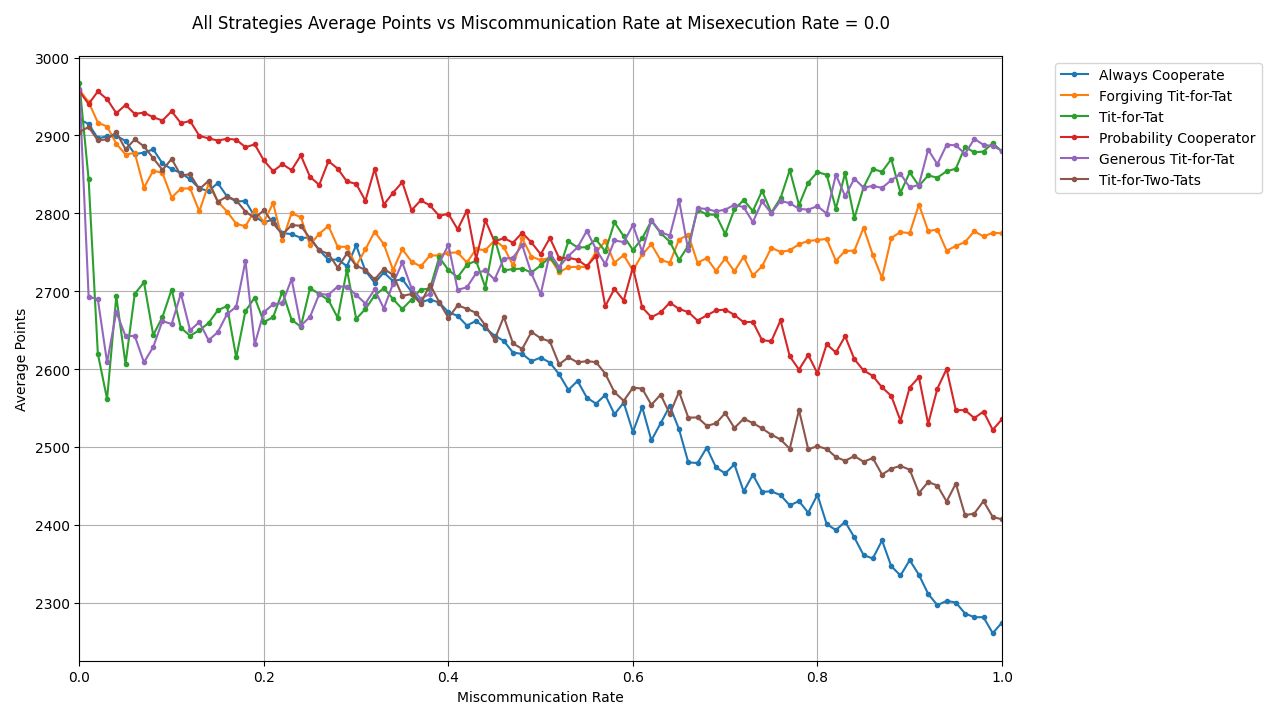 All Strategies Average Points vs Miscommunication Rate at Misexecution Rate = 0.0
3000
2900
2800
2700
2600
2500
2400
2300
Average Points
0.0
0.2
0.4
0.6
0.8
1.0
Miscommunication Rate
Always Cooperate
Forgiving Tit-for-Tat
Tit-for-Tat
Probability Cooperator
Generous Tit-for-Tat
Tit-for-Two-Tats